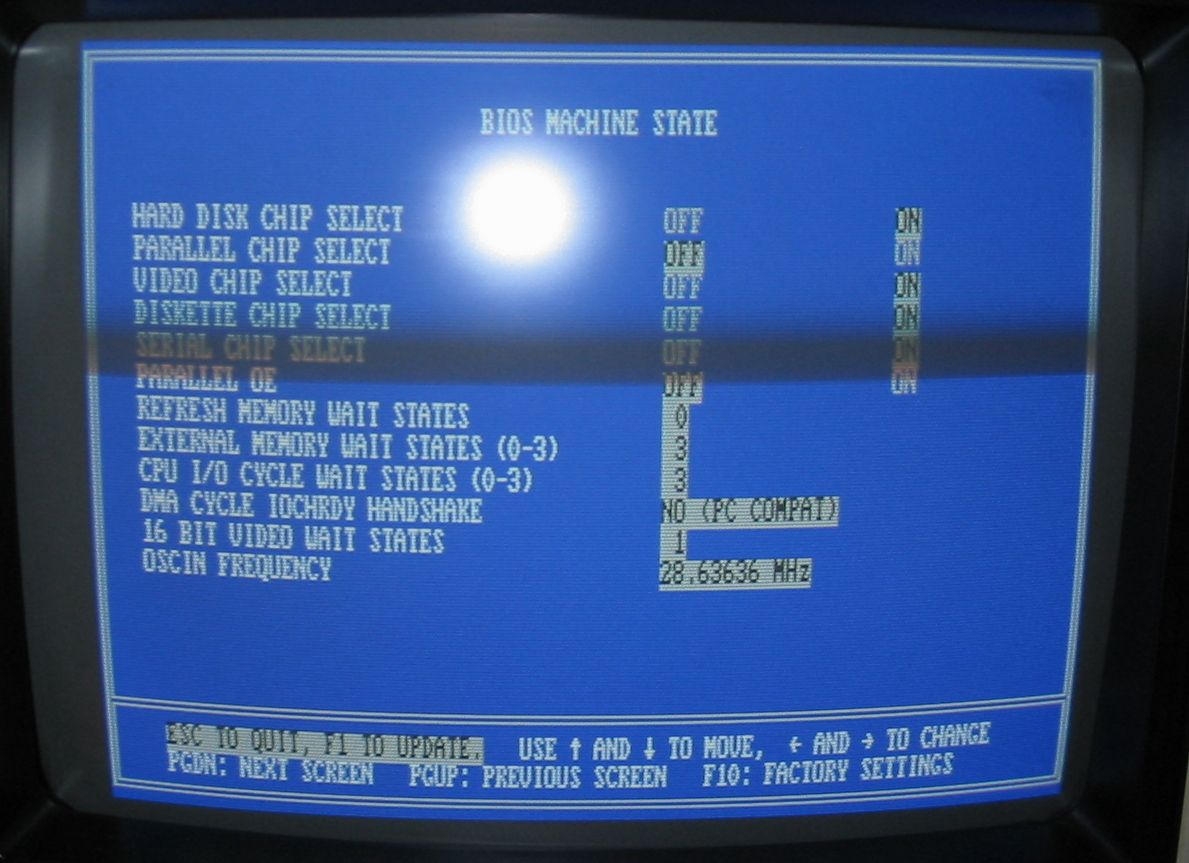 BIOS MACHINE STATE
HARD DISK CHIP SELECT OFF ON
PARALLEL CHIP SELECT OFF ON
VIDEO CHIP SELECT OFF ON
DISKETTE CHIP SELECT OFF ON
SERIAL CHIP SELECT OFF ON
PARALLEL OE OFF ON
REFRESH MEMORY WAIT STATES 0
EXTERNAL MEMORY WAIT STATES (0-3) 3
CPU I/O CYCLE WAIT STATES (0-3) 3
DMA CYCLE IOCHRDY HANDSHAKE NO (PC COMPAT)
16 BIT VIDEO WAIT STATES 1
OSCIN FREQUENCY 28.63636 MHz
ESC TO QUIT, F1 TO UPDATE. USE ↑ AND ↓ TO MOVE, ← AND → TO CHANGE
PGDN: NEXT SCREEN PGUP: PREVIOUS SCREEN F10: FACTORY SETTINGS